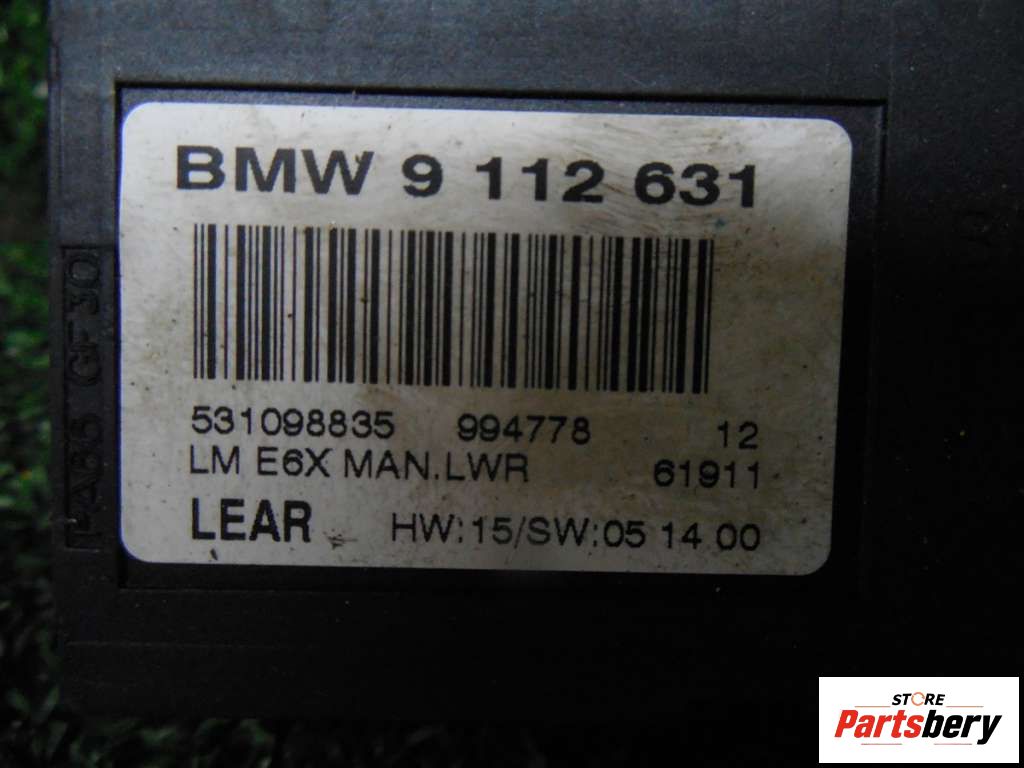 BMW 9 112 631
531098835 994778 12
LM E6X MAN.LWR 61911
LEAR HW:15/SW:05 14 00
GF30
STORE
Partsbery